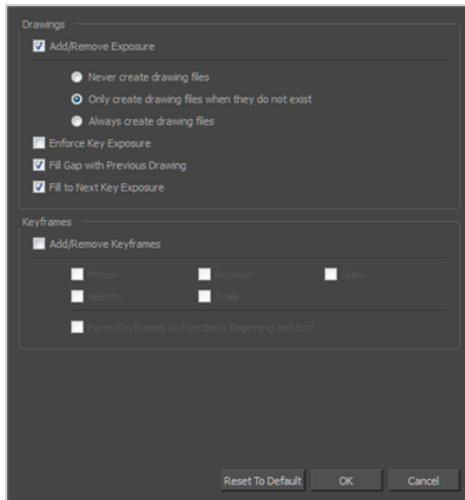 Drawings
Add/Remove Exposure
Never create drawing files
Only create drawing files when they do not exist
Always create drawing files
Enforce Key Exposure
Fill Gap with Previous Drawing
Fill to Next Key Exposure
Keyframes
Add/Remove Keyframes
Motion Rotation Skew
Velocity Scale
Force Keyframes at Function's Beginning and End
Reset To Default OK Cancel